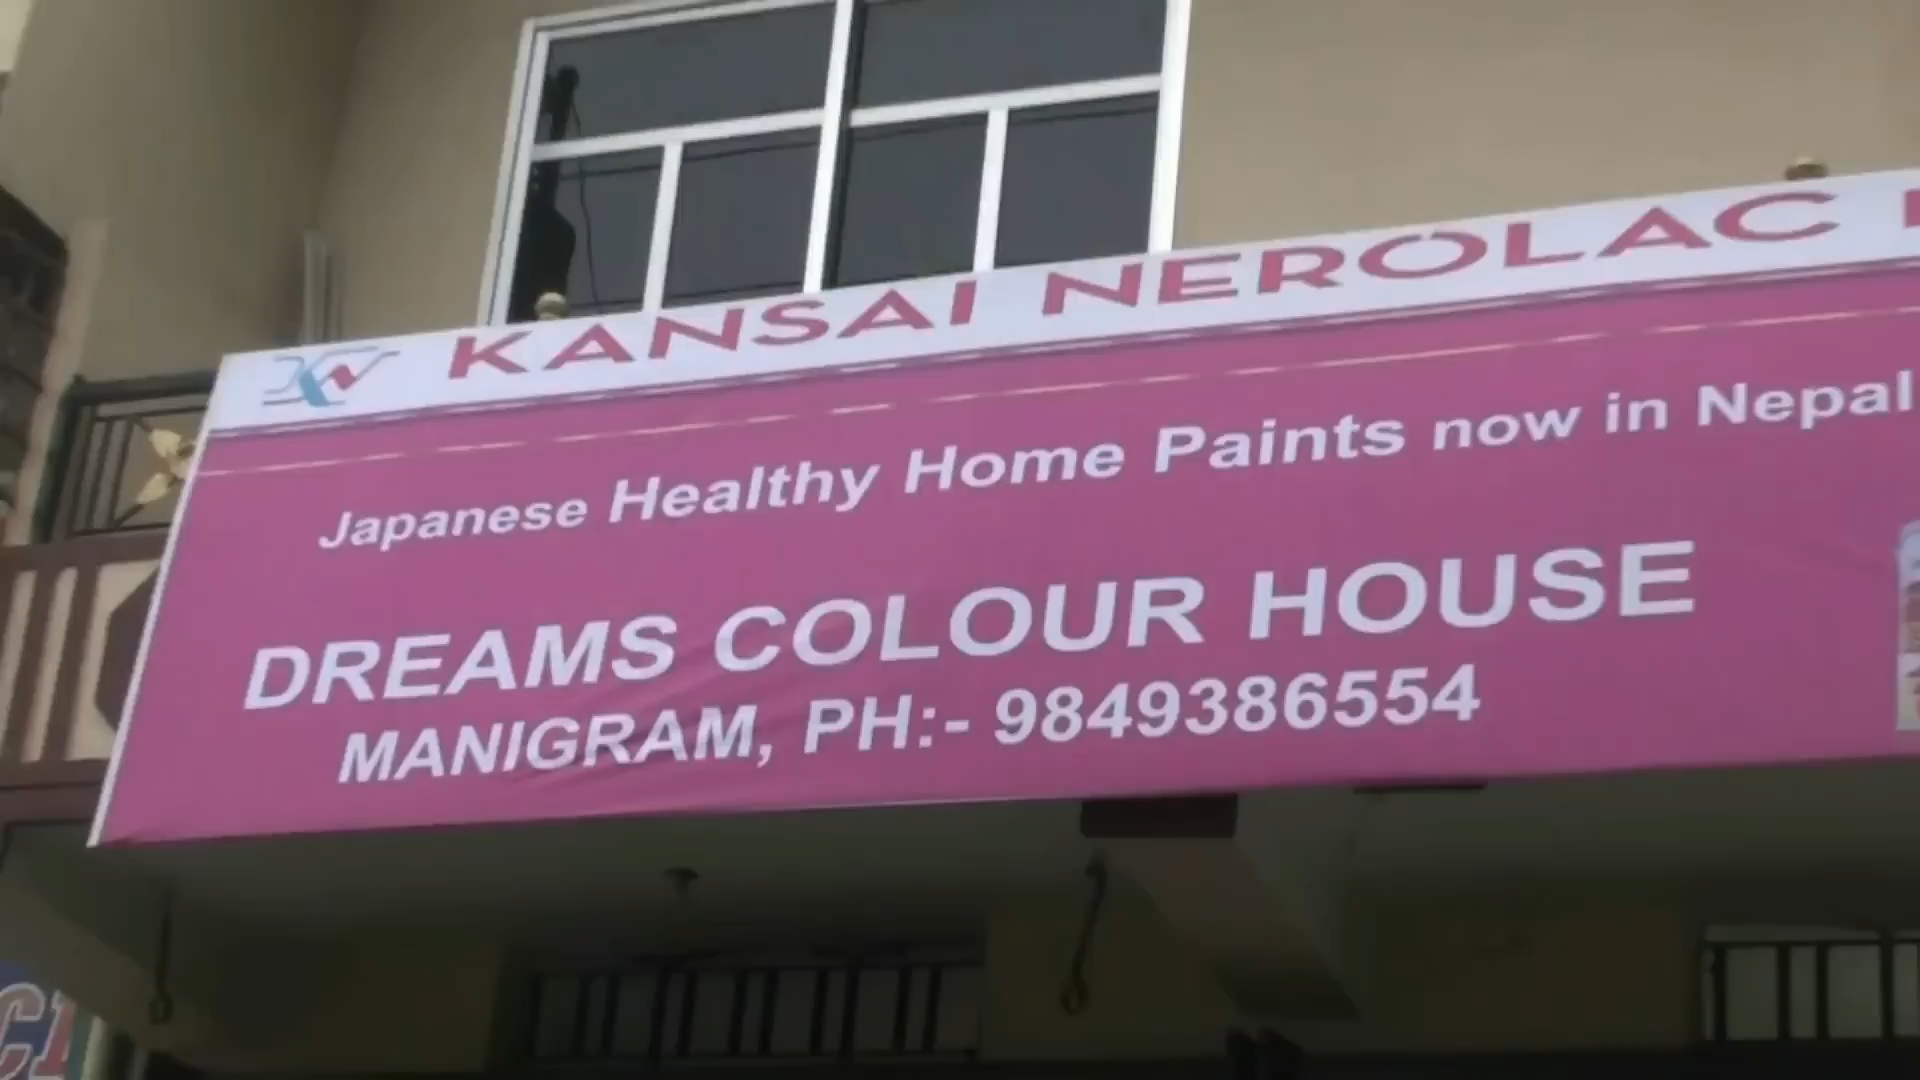 KANSAI NEROLAC
Japanese Healthy Home Paints now in Nepal
DREAMS COLOUR HOUSE
MANIGRAM, PH:- 9849386554